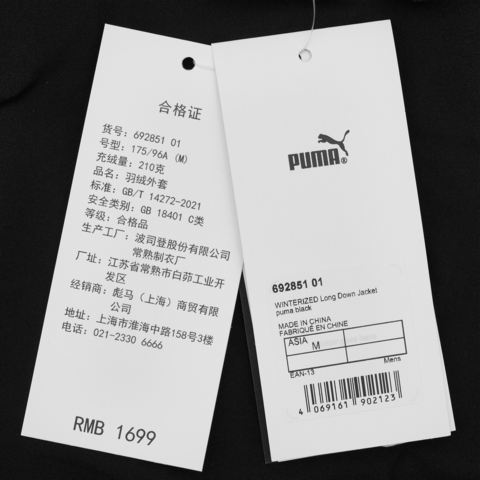 合格证
货号: 692851 01
号型: 175/96A (M)
充绒量: 210克
品名: 羽绒外套
标准: GB/T 14272-2021
安全类别: GB 18401 C类
等级: 合格品
生产工厂: 波司登股份有限公司
常熟制衣厂
厂址: 江苏省常熟市白茆工业开
发区
经销商: 彪马(上海)商贸有限
公司
地址: 上海市淮海中路158号3楼
电话: 021-2330 6666
RMB 1699
PUMA®
692851 01
WINTERIZED Long Down Jacket
puma black
MADE IN CHINA
FABRIQUÉ EN CHINE
ASIA
M
Mens
EAN-13
4 069161 902123